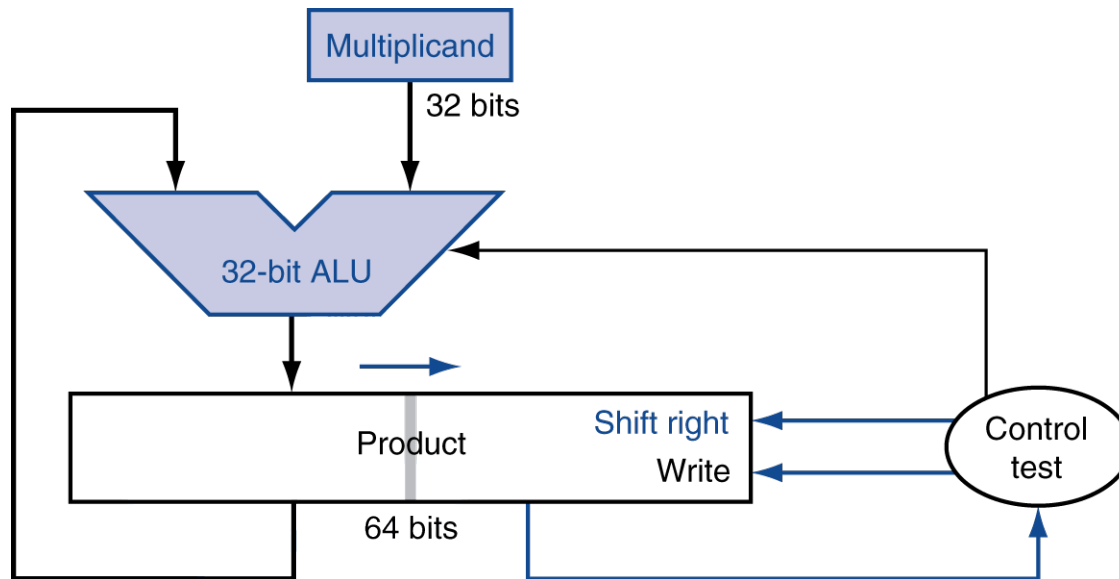 Multiplicand
32 bits
32-bit ALU
Product
Shift right
Write
64 bits
Control
test